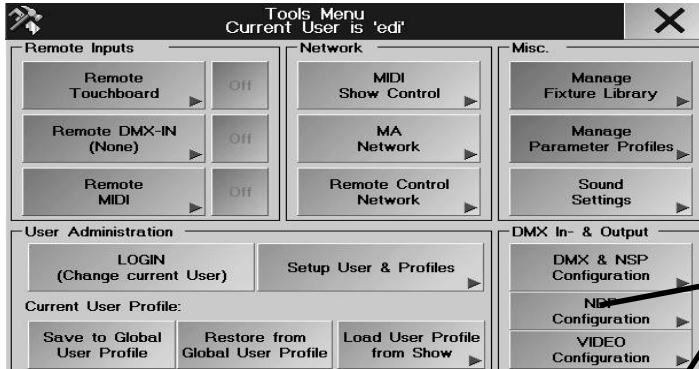 Tools Menu
Current User is 'edi'
Remote Inputs
Network
Misc.
Remote
Touchboard
Off
MIDI
Show Control
Manage
Fixture Library
Remote DMX-IN
(None)
Off
MA
Network
Manage
Parameter Profiles
Remote
MIDI
Off
Remote Control
Network
Sound
Settings
User Administration
DMX In- & Output
LOGIN
(Change current User)
Setup User & Profiles
DMX & NSP
Configuration
Current User Profile:
NDP
Configuration
Save to Global
User Profile
Restore from
Global User Profile
Load User Profile
from Show
VIDEO
Configuration